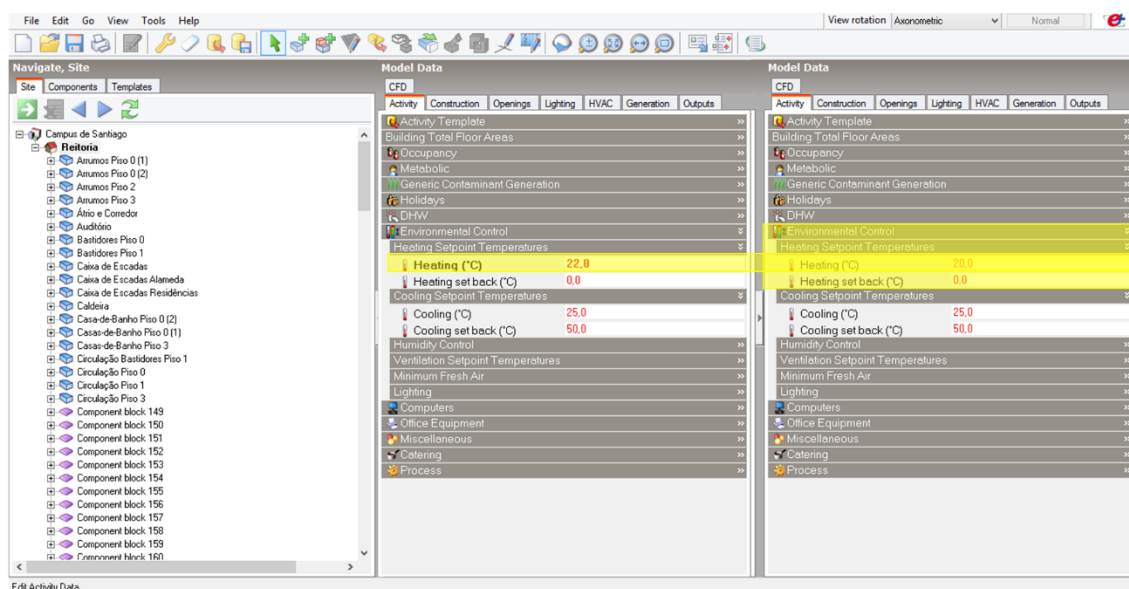 File Edit Go View Tools Help
View rotation Axonometric Normal
Navigate, Site
Site Components Templates
Campus de Santiago
Reitoria
Arrumos Piso 0 (1)
Arrumos Piso 0 (2)
Arrumos Piso 2
Arrumos Piso 3
Átrio e Corredor
Auditório
Bastidores Piso 0
Bastidores Piso 1
Caixa de Escadas
Caixa de Escadas Alameda
Caixa de Escadas Residências
Caldeira
Casa-de-Banho Piso 0 (2)
Casas-de-Banho Piso 0 (1)
Casas-de-Banho Piso 3
Circulação Bastidores Piso 1
Circulação Piso 0
Circulação Piso 1
Circulação Piso 3
Component block 149
Component block 150
Component block 151
Component block 152
Component block 153
Component block 154
Component block 155
Component block 156
Component block 157
Component block 158
Component block 159
Component block 160
Model Data
CFD
Activity Construction Openings Lighting HVAC Generation Outputs
Activity Template
Building Total Floor Areas
Occupancy
Metabolic
Generic Contaminant Generation
Holidays
DHW
Environmental Control
Heating Setpoint Temperatures
Heating (°C) 22,0
Heating set back (°C) 0,0
Cooling Setpoint Temperatures
Cooling (°C) 25,0
Cooling set back (°C) 50,0
Humidity Control
Ventilation Setpoint Temperatures
Minimum Fresh Air
Lighting
Computers
Office Equipment
Miscellaneous
Catering
Process
Model Data
CFD
Activity Construction Openings Lighting HVAC Generation Outputs
Activity Template
Building Total Floor Areas
Occupancy
Metabolic
Generic Contaminant Generation
Holidays
DHW
Environmental Control
Heating Setpoint Temperatures
Heating (°C) 20,0
Heating set back (°C) 0,0
Cooling Setpoint Temperatures
Cooling (°C) 25,0
Cooling set back (°C) 50,0
Humidity Control
Ventilation Setpoint Temperatures
Minimum Fresh Air
Lighting
Computers
Office Equipment
Miscellaneous
Catering
Process
Edit Activity Data